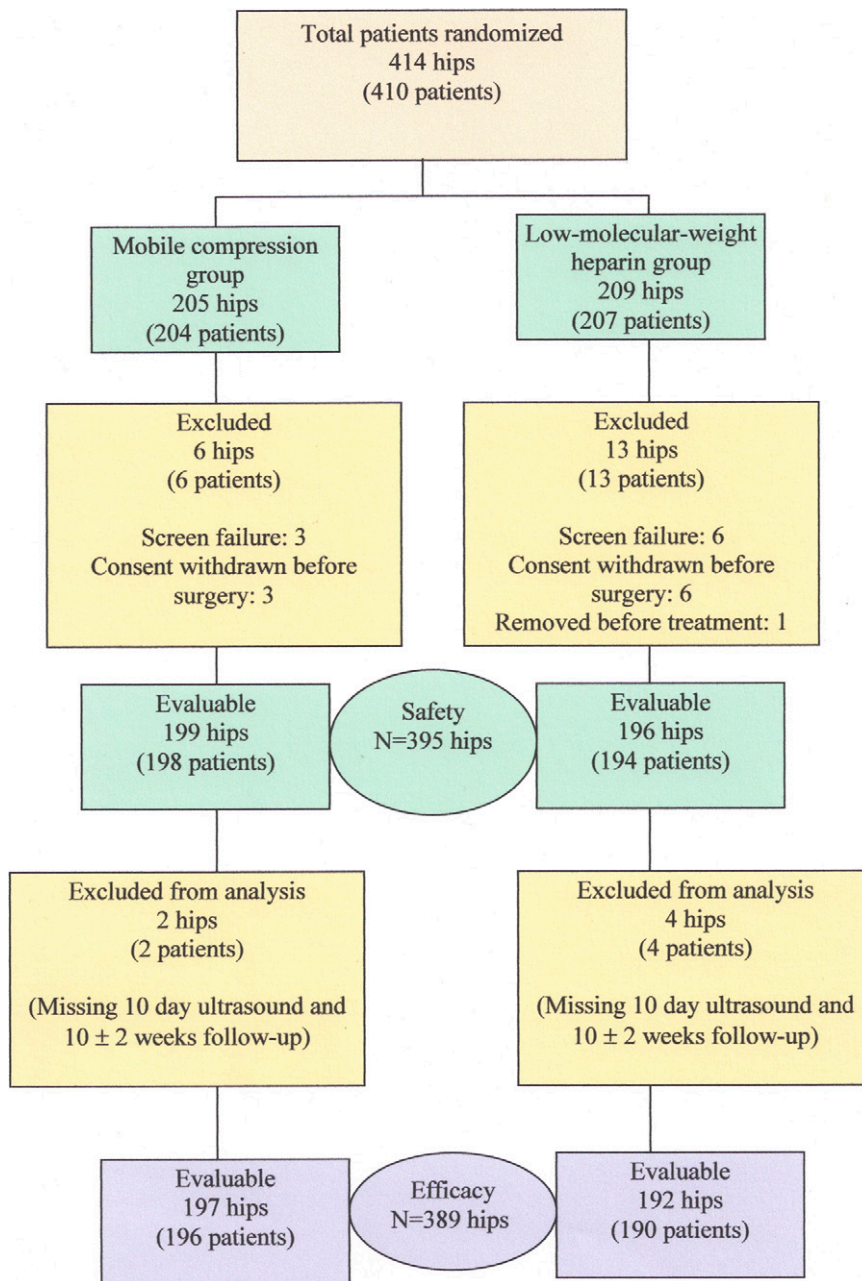 Total patients randomized
414 hips
(410 patients)
Mobile compression
group
205 hips
(204 patients)
Low-molecular-weight
heparin group
209 hips
(207 patients)
Excluded
6 hips
(6 patients)
Screen failure: 3
Consent withdrawn before
surgery: 3
Excluded
13 hips
(13 patients)
Screen failure: 6
Consent withdrawn before
surgery: 6
Removed before treatment: 1
Evaluable
199 hips
(198 patients)
Safety
N=395 hips
Evaluable
196 hips
(194 patients)
Excluded from analysis
2 hips
(2 patients)
(Missing 10 day ultrasound and
10 ± 2 weeks follow-up)
Excluded from analysis
4 hips
(4 patients)
(Missing 10 day ultrasound and
10 ± 2 weeks follow-up)
Evaluable
197 hips
(196 patients)
Efficacy
N=389 hips
Evaluable
192 hips
(190 patients)